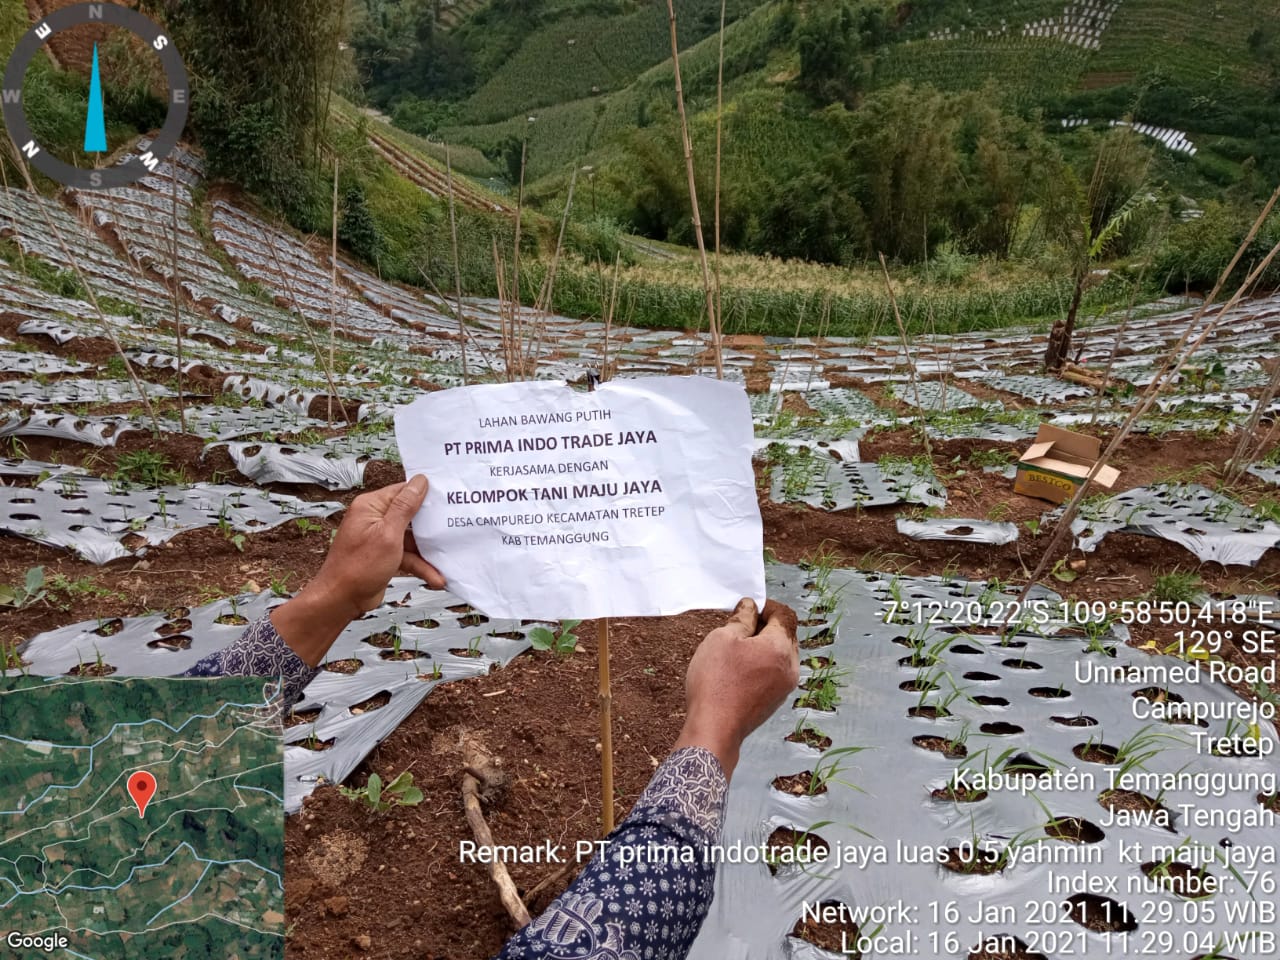 N
E
S
W
E
N
S
W
LAHAN BAWANG PUTIH
PT PRIMA INDO TRADE JAYA
KERJASAMA DENGAN
KELOMPOK TANI MAJU JAYA
DESA CAMPUREJO KECAMATAN TRETEP
KAB TEMANGGUNG
BESTCO
-7°12'20,22"S 109°58'50,418"E
129° SE
Unnamed Road
Campurejo
Tretep
Kabupatén Temanggung
Jawa Tengah
Remark: PT prima indotrade jaya luas 0.5 yahmin kt maju jaya
Index number: 76
Network: 16 Jan 2021 11.29.05 WIB
Local: 16 Jan 2021 11.29.04 WIB
Google